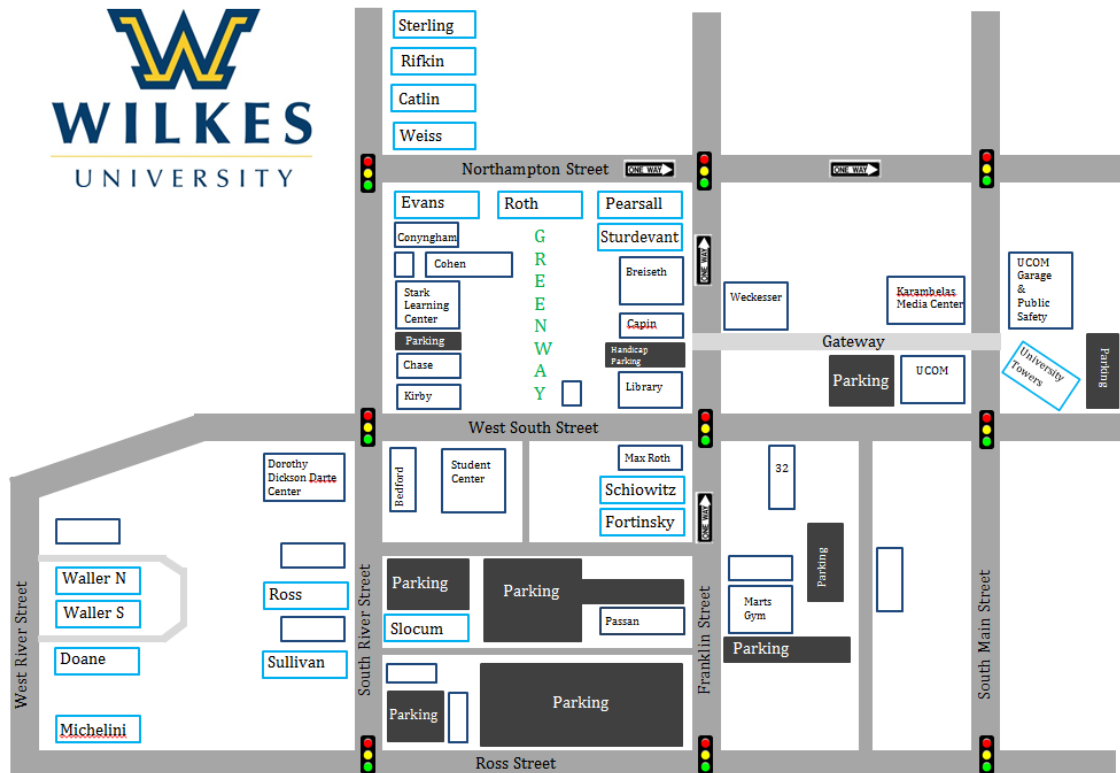 WILKES
UNIVERSITY
Sterling
Rifkin
Catlin
Weiss
Northampton Street
ONE WAY
ONE WAY
Evans
Roth
Pearsall
Conyngham
Sturdevant
GREENWAY
Cohen
Breiseth
ONE WAY
UCOM
Garage
&
Public
Safety
Stark
Learning
Center
Weckesser
Karambelas
Media Center
Capin
Parking
Handicap
Parking
Gateway
University
Towers
Parking
Chase
Library
Parking
UCOM
Kirby
West South Street
Dorothy
Dickson Darte
Center
Bedford
Student
Center
Max Roth
32
Schiowitz
Fortinsky
ONE WAY
Parking
Waller N
Waller S
Ross
Parking
Parking
Passan
Marts
Gym
Slocum
Parking
Doane
Sullivan
West River Street
South River Street
Franklin Street
South Main Street
Michelini
Parking
Parking
Ross Street